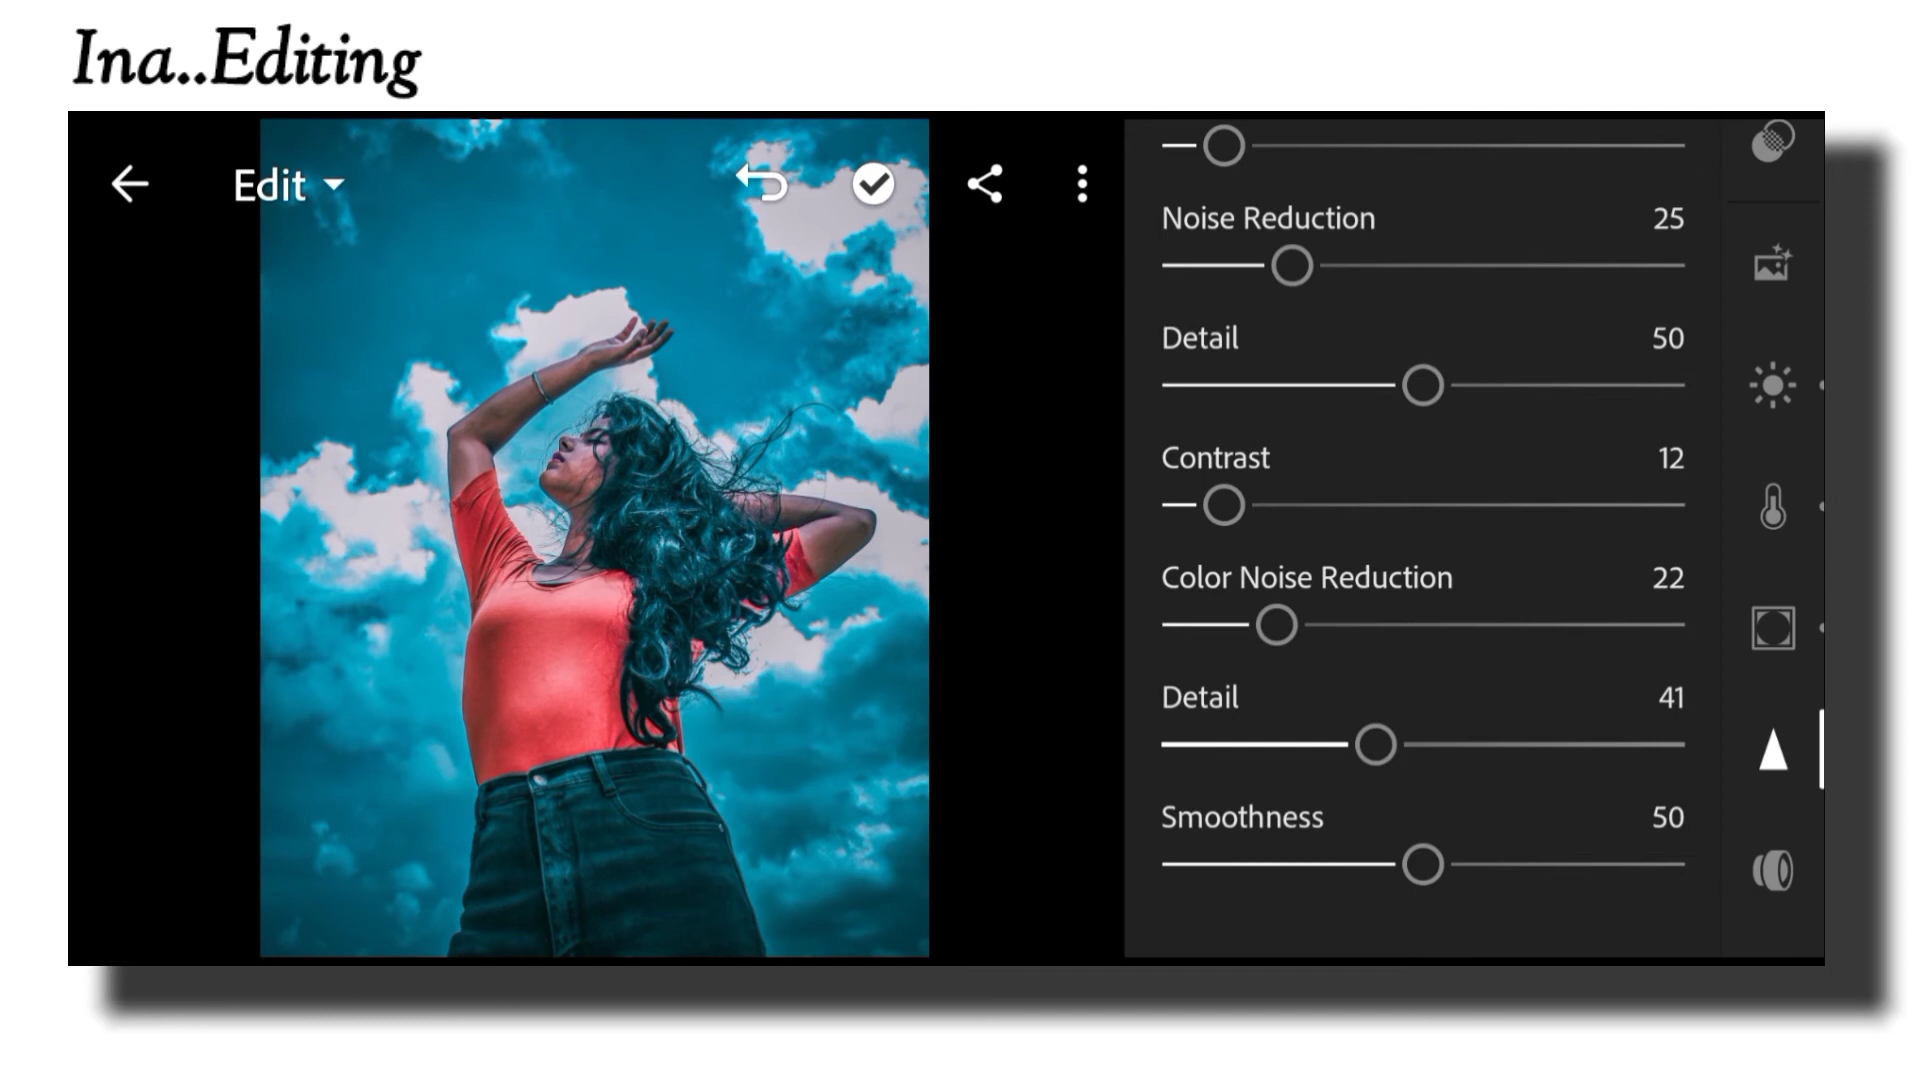 Ina..Editing
Edit
Noise Reduction 25
Detail 50
Contrast 12
Color Noise Reduction 22
Detail 41
Smoothness 50